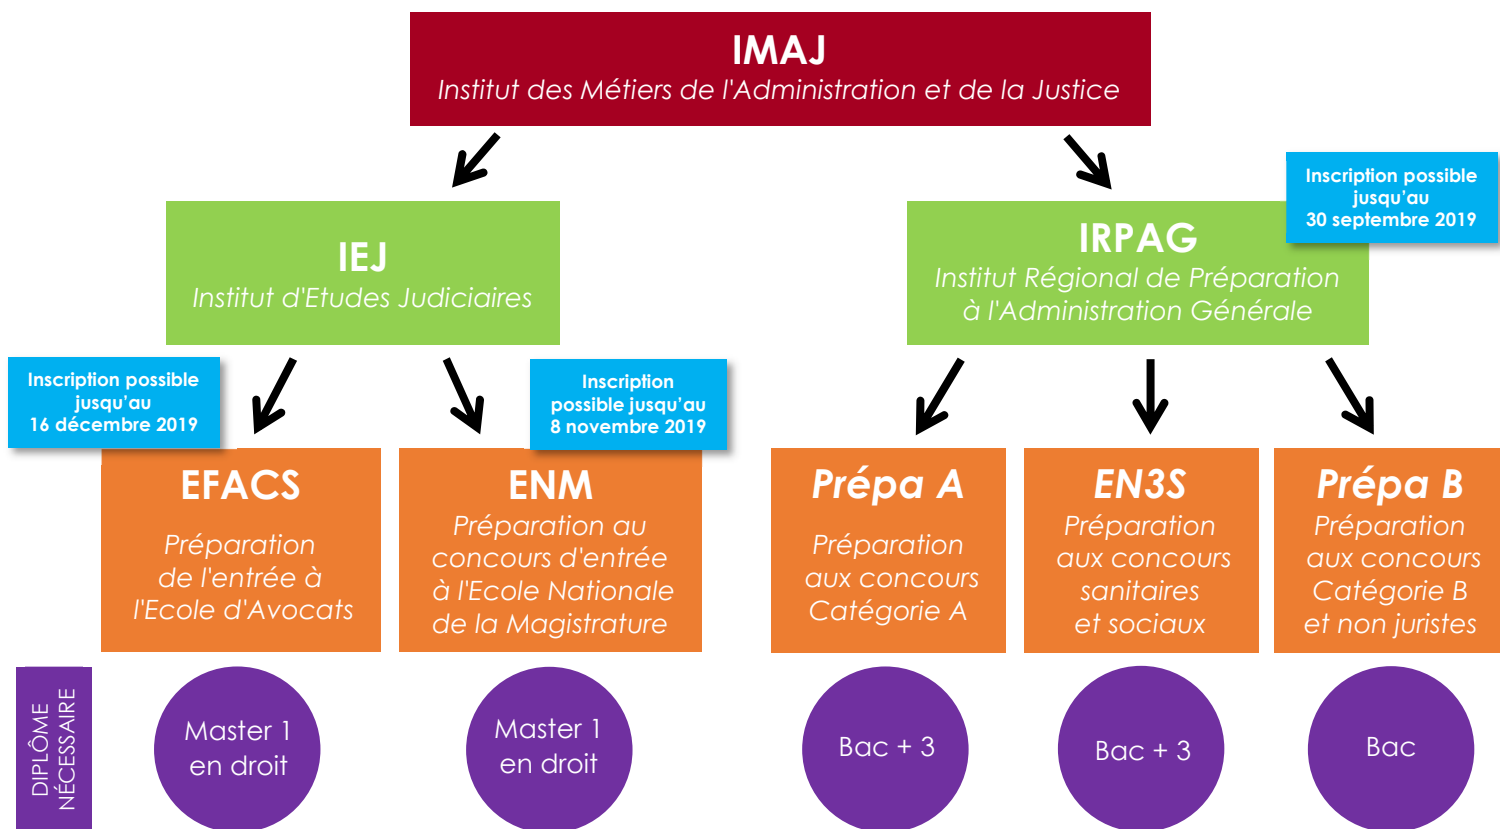 IMAJ
Institut des Métiers de l'Administration et de la Justice
Inscription possible
jusqu'au
30 septembre 2019
IEJ
Institut d'Etudes Judiciaires
IRPAG
Institut Régional de Préparation
à l'Administration Générale
Inscription possible
jusqu'au
16 décembre 2019
Inscription
possible jusqu'au
8 novembre 2019
EFACS
Préparation
de l'entrée à
l'Ecole d'Avocats
ENM
Préparation au
concours d'entrée
à l'Ecole Nationale
de la Magistrature
Prépa A
Préparation
aux concours
Catégorie A
EN3S
Préparation
aux concours
sanitaires
et sociaux
Prépa B
Préparation
aux concours
Catégorie B
et non juristes
DIPLÔME
NÉCESSAIRE
Master 1
en droit
Master 1
en droit
Bac + 3
Bac + 3
Bac